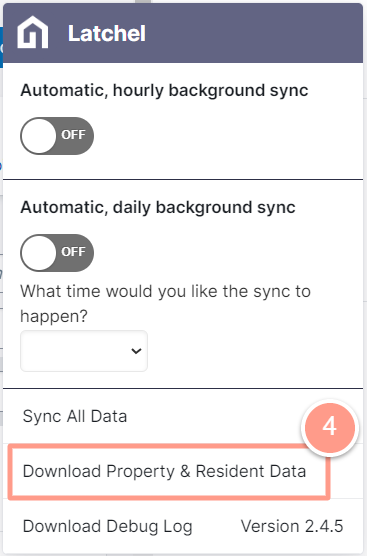 Latchel
Automatic, hourly background sync
OFF
Automatic, daily background sync
OFF
What time would you like the sync to
happen?
Sync All Data
4
Download Property & Resident Data
Download Debug Log Version 2.4.5